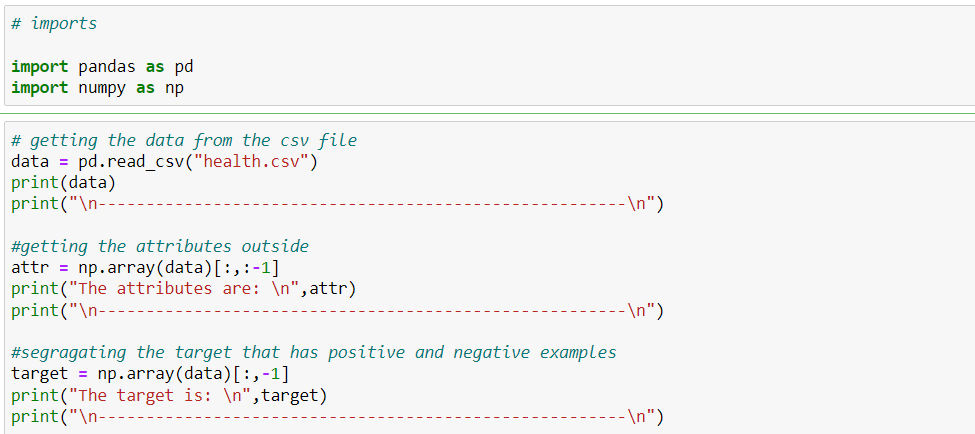 # imports
import pandas as pd
import numpy as np
# getting the data from the csv file
data = pd.read_csv("health.csv")
print(data)
print("\n-------------------------------------------------------\n")
#getting the attributes outside
attr = np.array(data)[:,:-1]
print("The attributes are: \n",attr)
print("\n-------------------------------------------------------\n")
#segragating the target that has positive and negative examples
target = np.array(data)[:,-1]
print("The target is: \n",target)
print("\n-------------------------------------------------------\n")